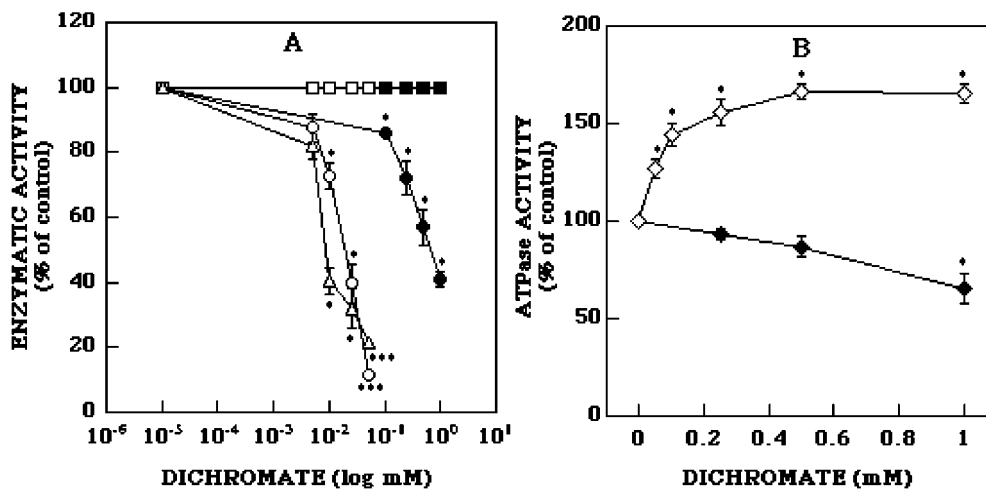 A
ENZYMATIC ACTIVITY
(% of control)
120
100
80
60
40
20
0
10⁻⁶ 10⁻⁵ 10⁻⁴ 10⁻³ 10⁻² 10⁻¹ 10⁰ 10¹
DICHROMATE (log mM)
B
ATPase ACTIVITY
(% of control)
200
150
100
50
0
0 0.2 0.4 0.6 0.8 1
DICHROMATE (mM)